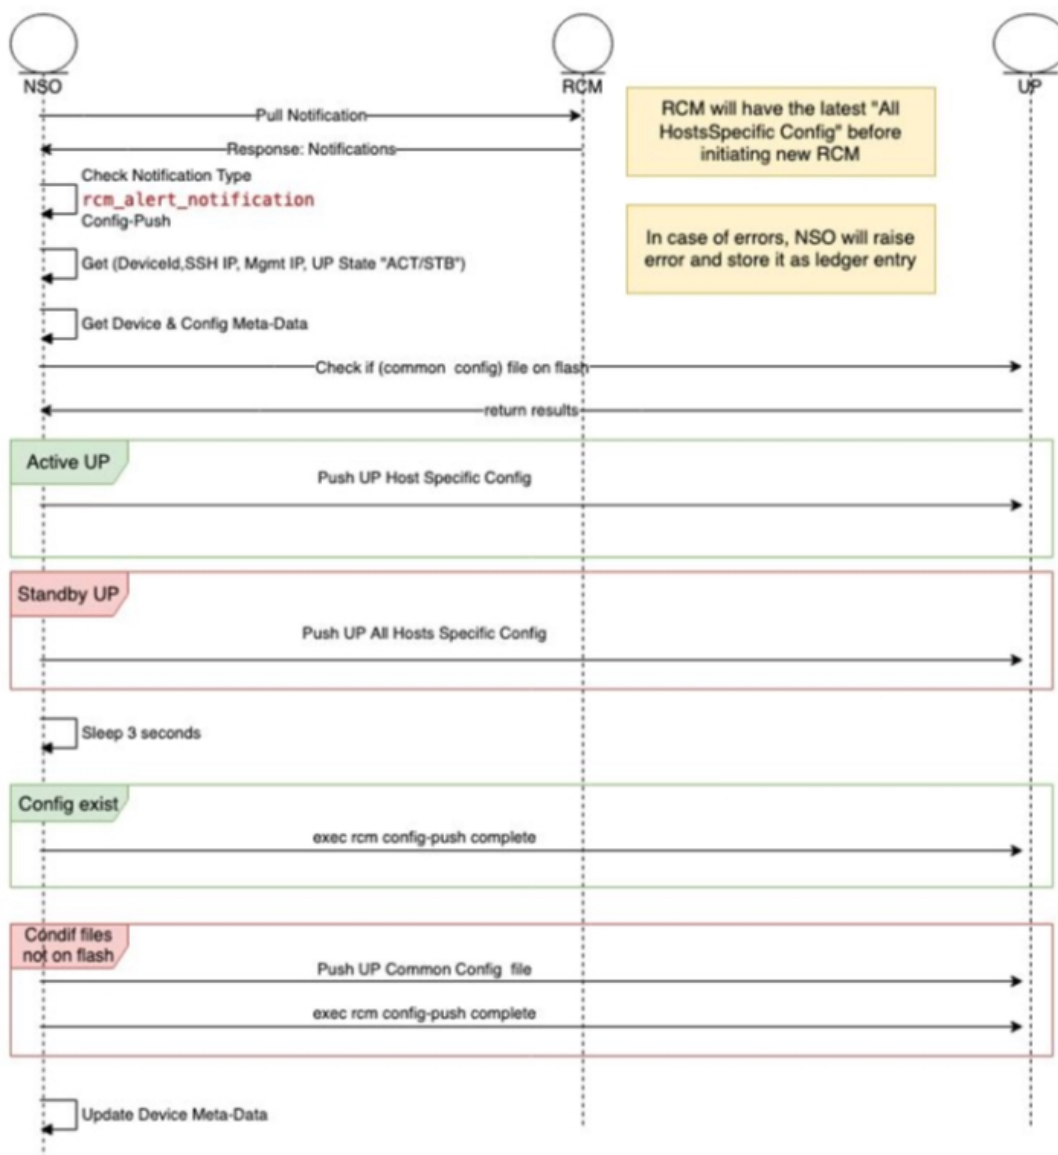 NSO
RCM
UP
Pull Notification
RCM will have the latest "All
HostsSpecific Config" before
initiating new RCM
Response: Notifications
Check Notification Type
rcm_alert_notification
Config-Push
In case of errors, NSO will raise
error and store it as ledger entry
Get (DeviceId,SSH IP, Mgmt IP, UP State "ACT/STB")
Get Device & Config Meta-Data
Check if (common config) file on flash
return results
Active UP
Push UP Host Specific Config
Standby UP
Push UP All Hosts Specific Config
Sleep 3 seconds
Config exist
exec rcm config-push complete
Condif files
not on flash
Push UP Common Config file
exec rcm config-push complete
Update Device Meta-Data